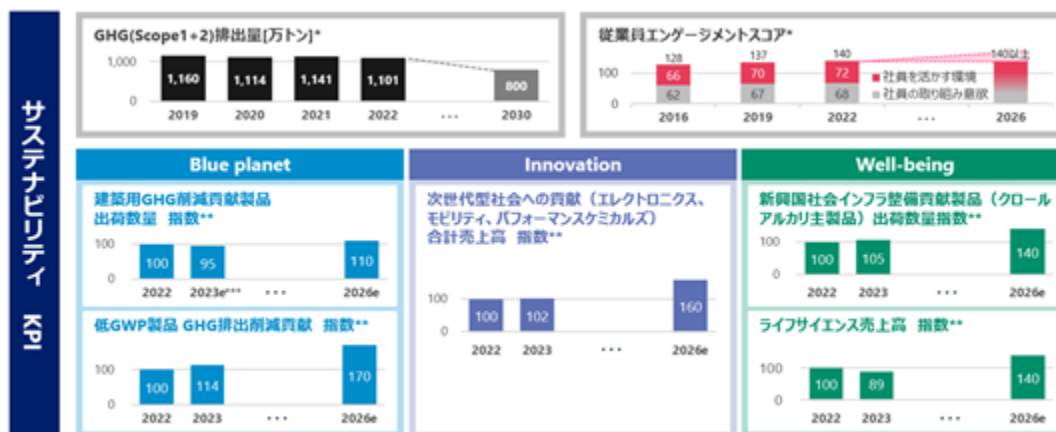 サステナビリティ KPI
GHG(Scope1+2)排出量[万トン]*
1,000
0
1,160
1,114
1,141
1,101
800
2019
2020
2021
2022
...
2030
従業員エンゲージメントスコア*
128
137
140
140以上
100
0
66
70
72
62
67
68
社員を活かす環境
社員の取り組み意欲
2016
2019
2022
...
2026
Blue planet
建築用GHG削減貢献製品
出荷数量 指数**
100
0
100
95
110
2022
2023e***
...
2026e
低GWP製品 GHG排出削減貢献 指数**
100
0
100
114
170
2022
2023
...
2026e
Innovation
次世代型社会への貢献（エレクトロニクス、
モビリティ、パフォーマンスケミカルズ）
合計売上高 指数**
100
0
100
102
160
2022
2023
...
2026e
Well-being
新興国社会インフラ整備貢献製品（クロール
アルカリ主製品）出荷数量指数**
100
0
100
105
140
2022
2023
...
2026e
ライフサイエンス売上高 指数**
100
0
100
89
140
2022
2023
...
2026e